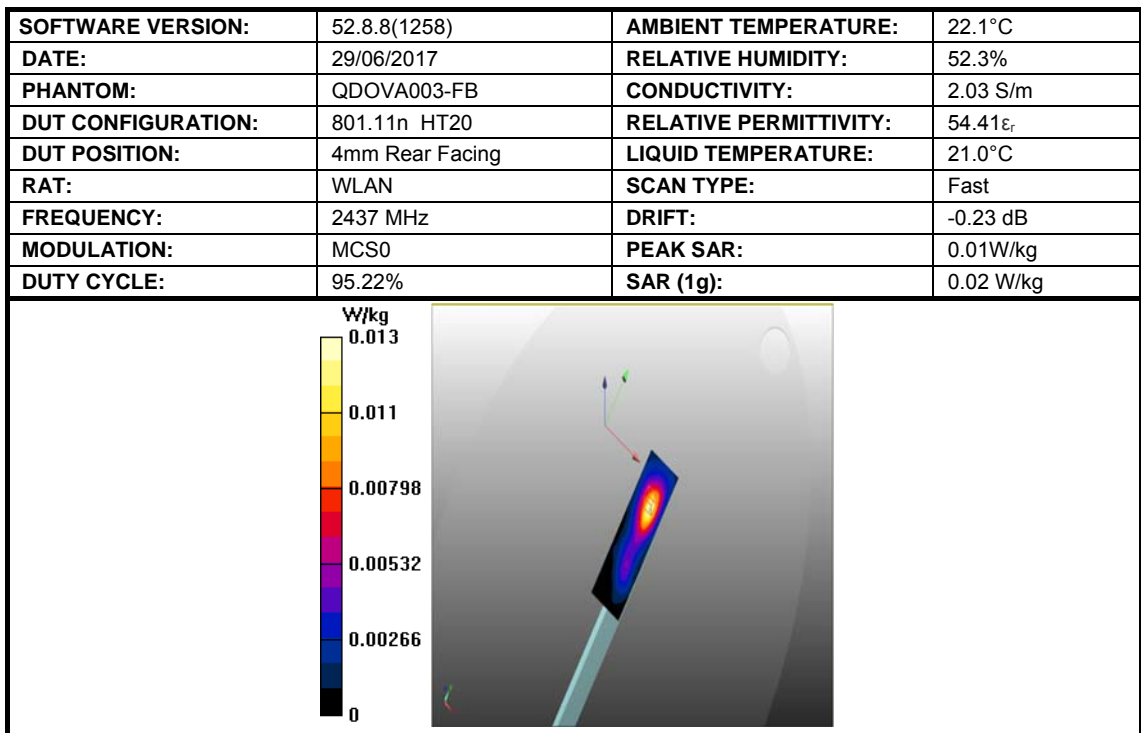 SOFTWARE VERSION: 52.8.8(1258) AMBIENT TEMPERATURE: 22.1°C
DATE: 29/06/2017 RELATIVE HUMIDITY: 52.3%
PHANTOM: QDOVA003-FB CONDUCTIVITY: 2.03 S/m
DUT CONFIGURATION: 801.11n HT20 RELATIVE PERMITTIVITY: 54.41εr
DUT POSITION: 4mm Rear Facing LIQUID TEMPERATURE: 21.0°C
RAT: WLAN SCAN TYPE: Fast
FREQUENCY: 2437 MHz DRIFT: -0.23 dB
MODULATION: MCS0 PEAK SAR: 0.01W/kg
DUTY CYCLE: 95.22% SAR (1g): 0.02 W/kg
W/kg
0.013
0.011
0.00798
0.00532
0.00266
0